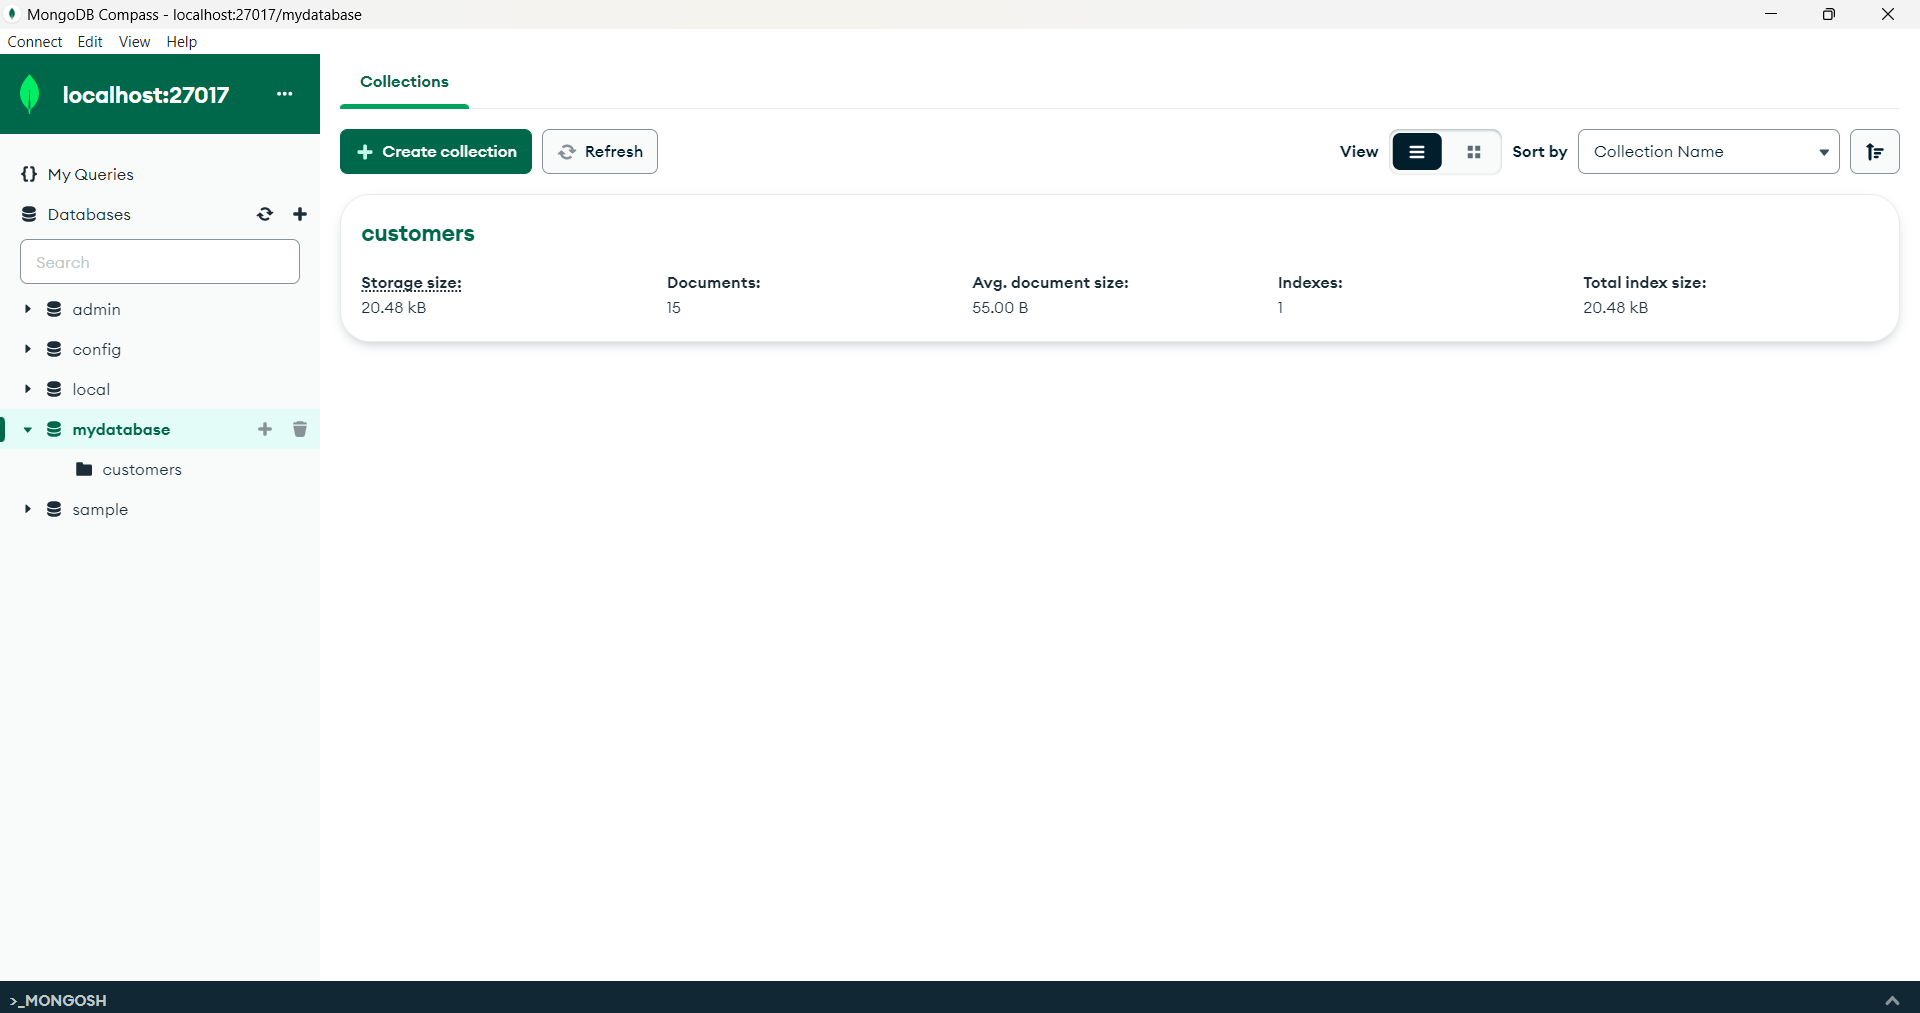 MongoDB Compass - localhost:27017/mydatabase
Connect Edit View Help
localhost:27017
My Queries
Databases
Search
admin
config
local
mydatabase
customers
sample
Collections
Create collection
Refresh
View
Sort by
Collection Name
customers
Storage size: Documents: Avg. document size: Indexes: Total index size:
20.48 kB 15 55.00 B 1 20.48 kB
>_MONGOSH